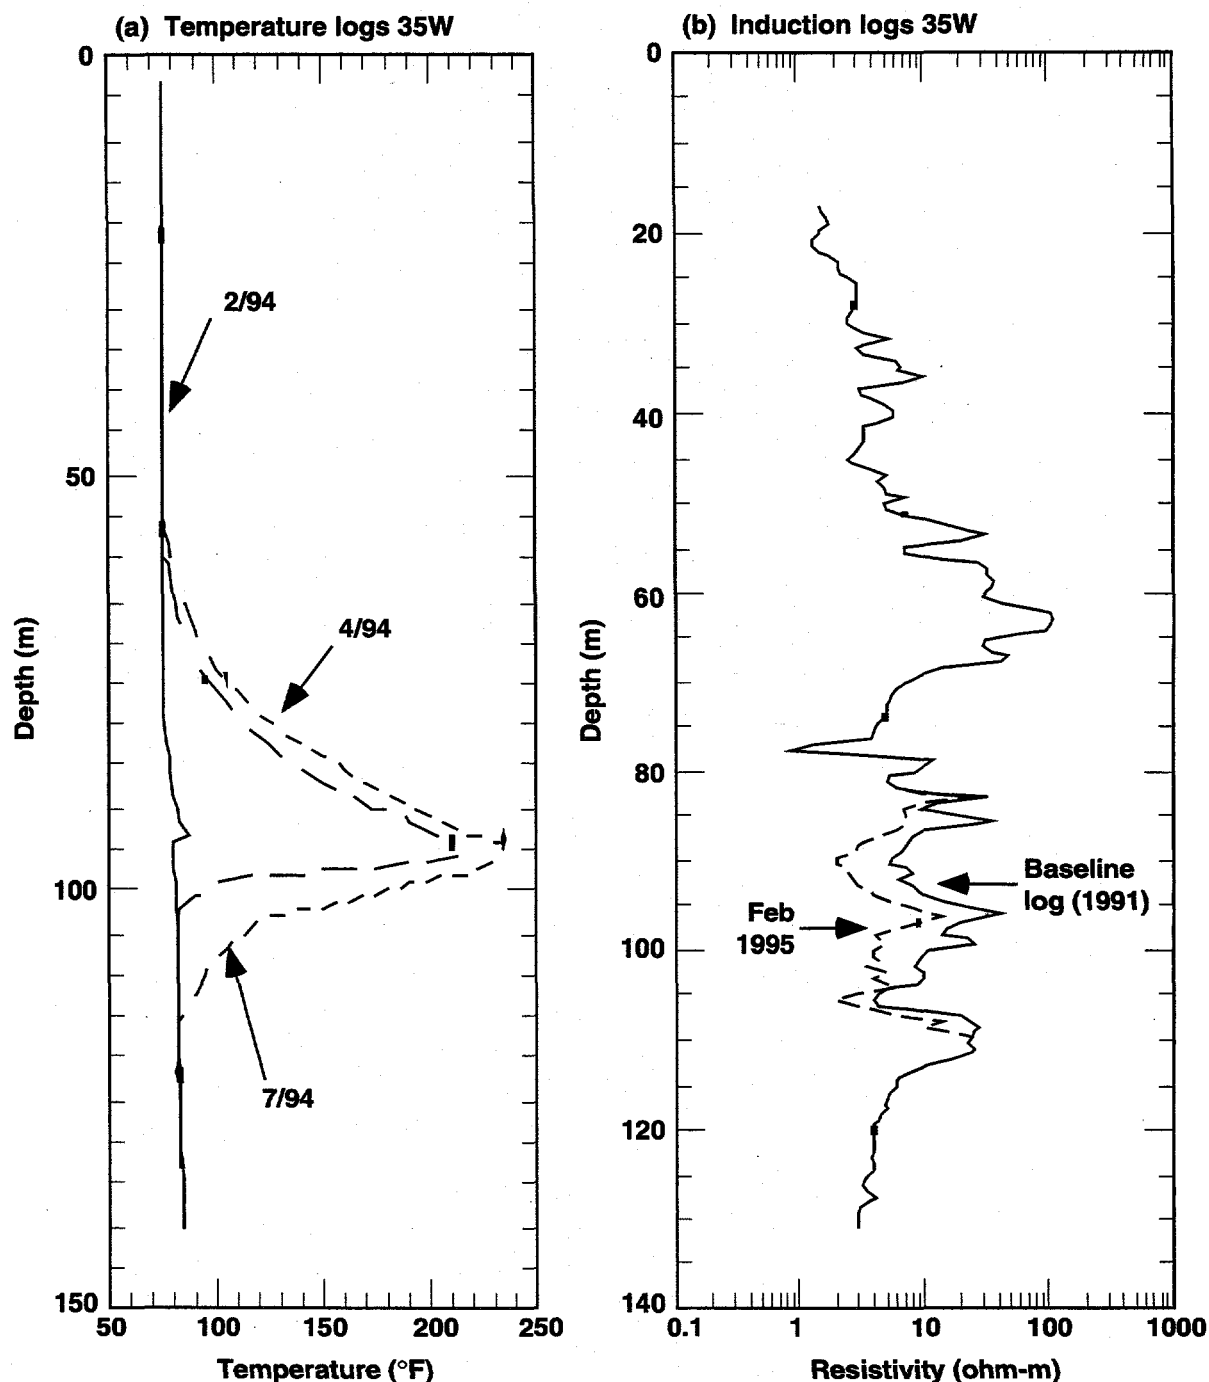 (a) Temperature logs 35W
0
50
100
150
50 100 150 200 250
Depth (m)
Temperature (°F)
2/94
4/94
7/94
(b) Induction logs 35W
0
20
40
60
80
100
120
140
0.1 1 10 100 1000
Depth (m)
Resistivity (ohm-m)
Baseline
log (1991)
Feb
1995